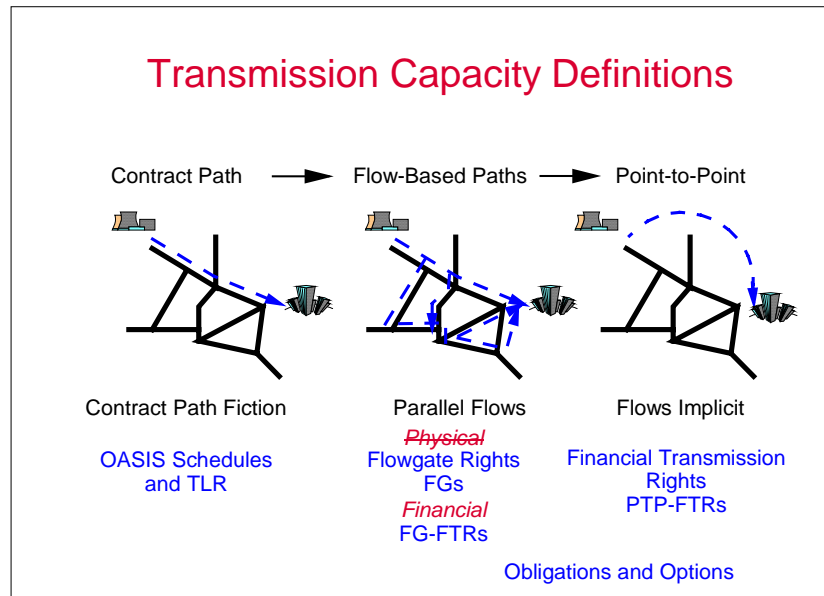 Transmission Capacity Definitions
Contract Path
Flow-Based Paths
Point-to-Point
Contract Path Fiction
Parallel Flows
Flows Implicit
OASIS Schedules
and TLR
Physical
Flowgate Rights
FGs
Financial
FG-FTRs
Financial Transmission
Rights
PTP-FTRs
Obligations and Options